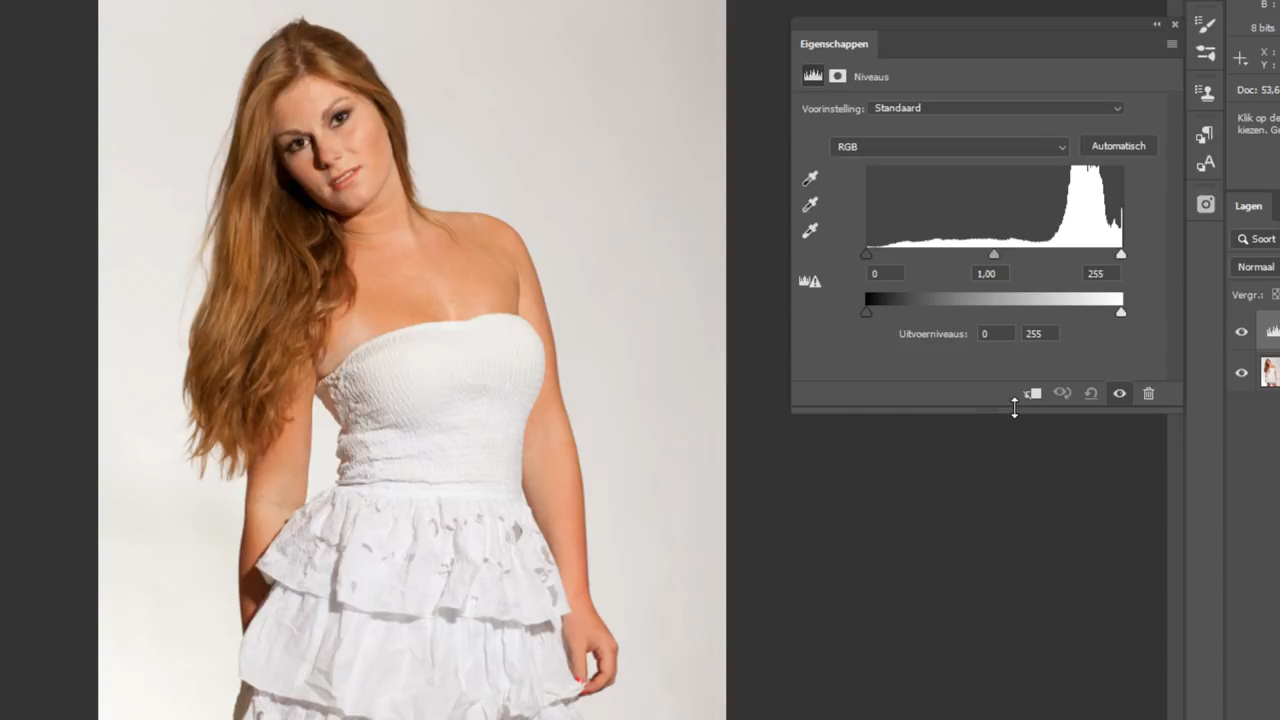 B :
8 bits
Eigenschappen
X :
Y :
Niveaus
Doc: 53,6
Voorinstelling: Standaard
Klik op de
kiezen. Ge
RGB
Automatisch
Lagen
Soort
Normaal
0
1,00
255
Vergr.:
Uitvoerniveaus: 0 255